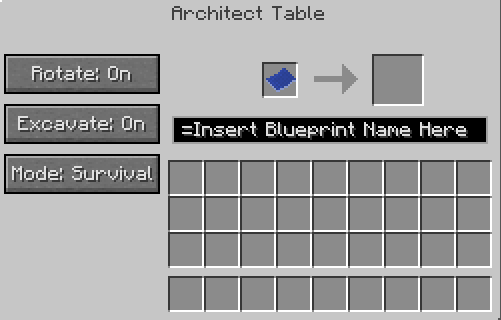 Architect Table
Rotate: On
Excavate: On
=Insert Blueprint Name Here
Mode: Survival